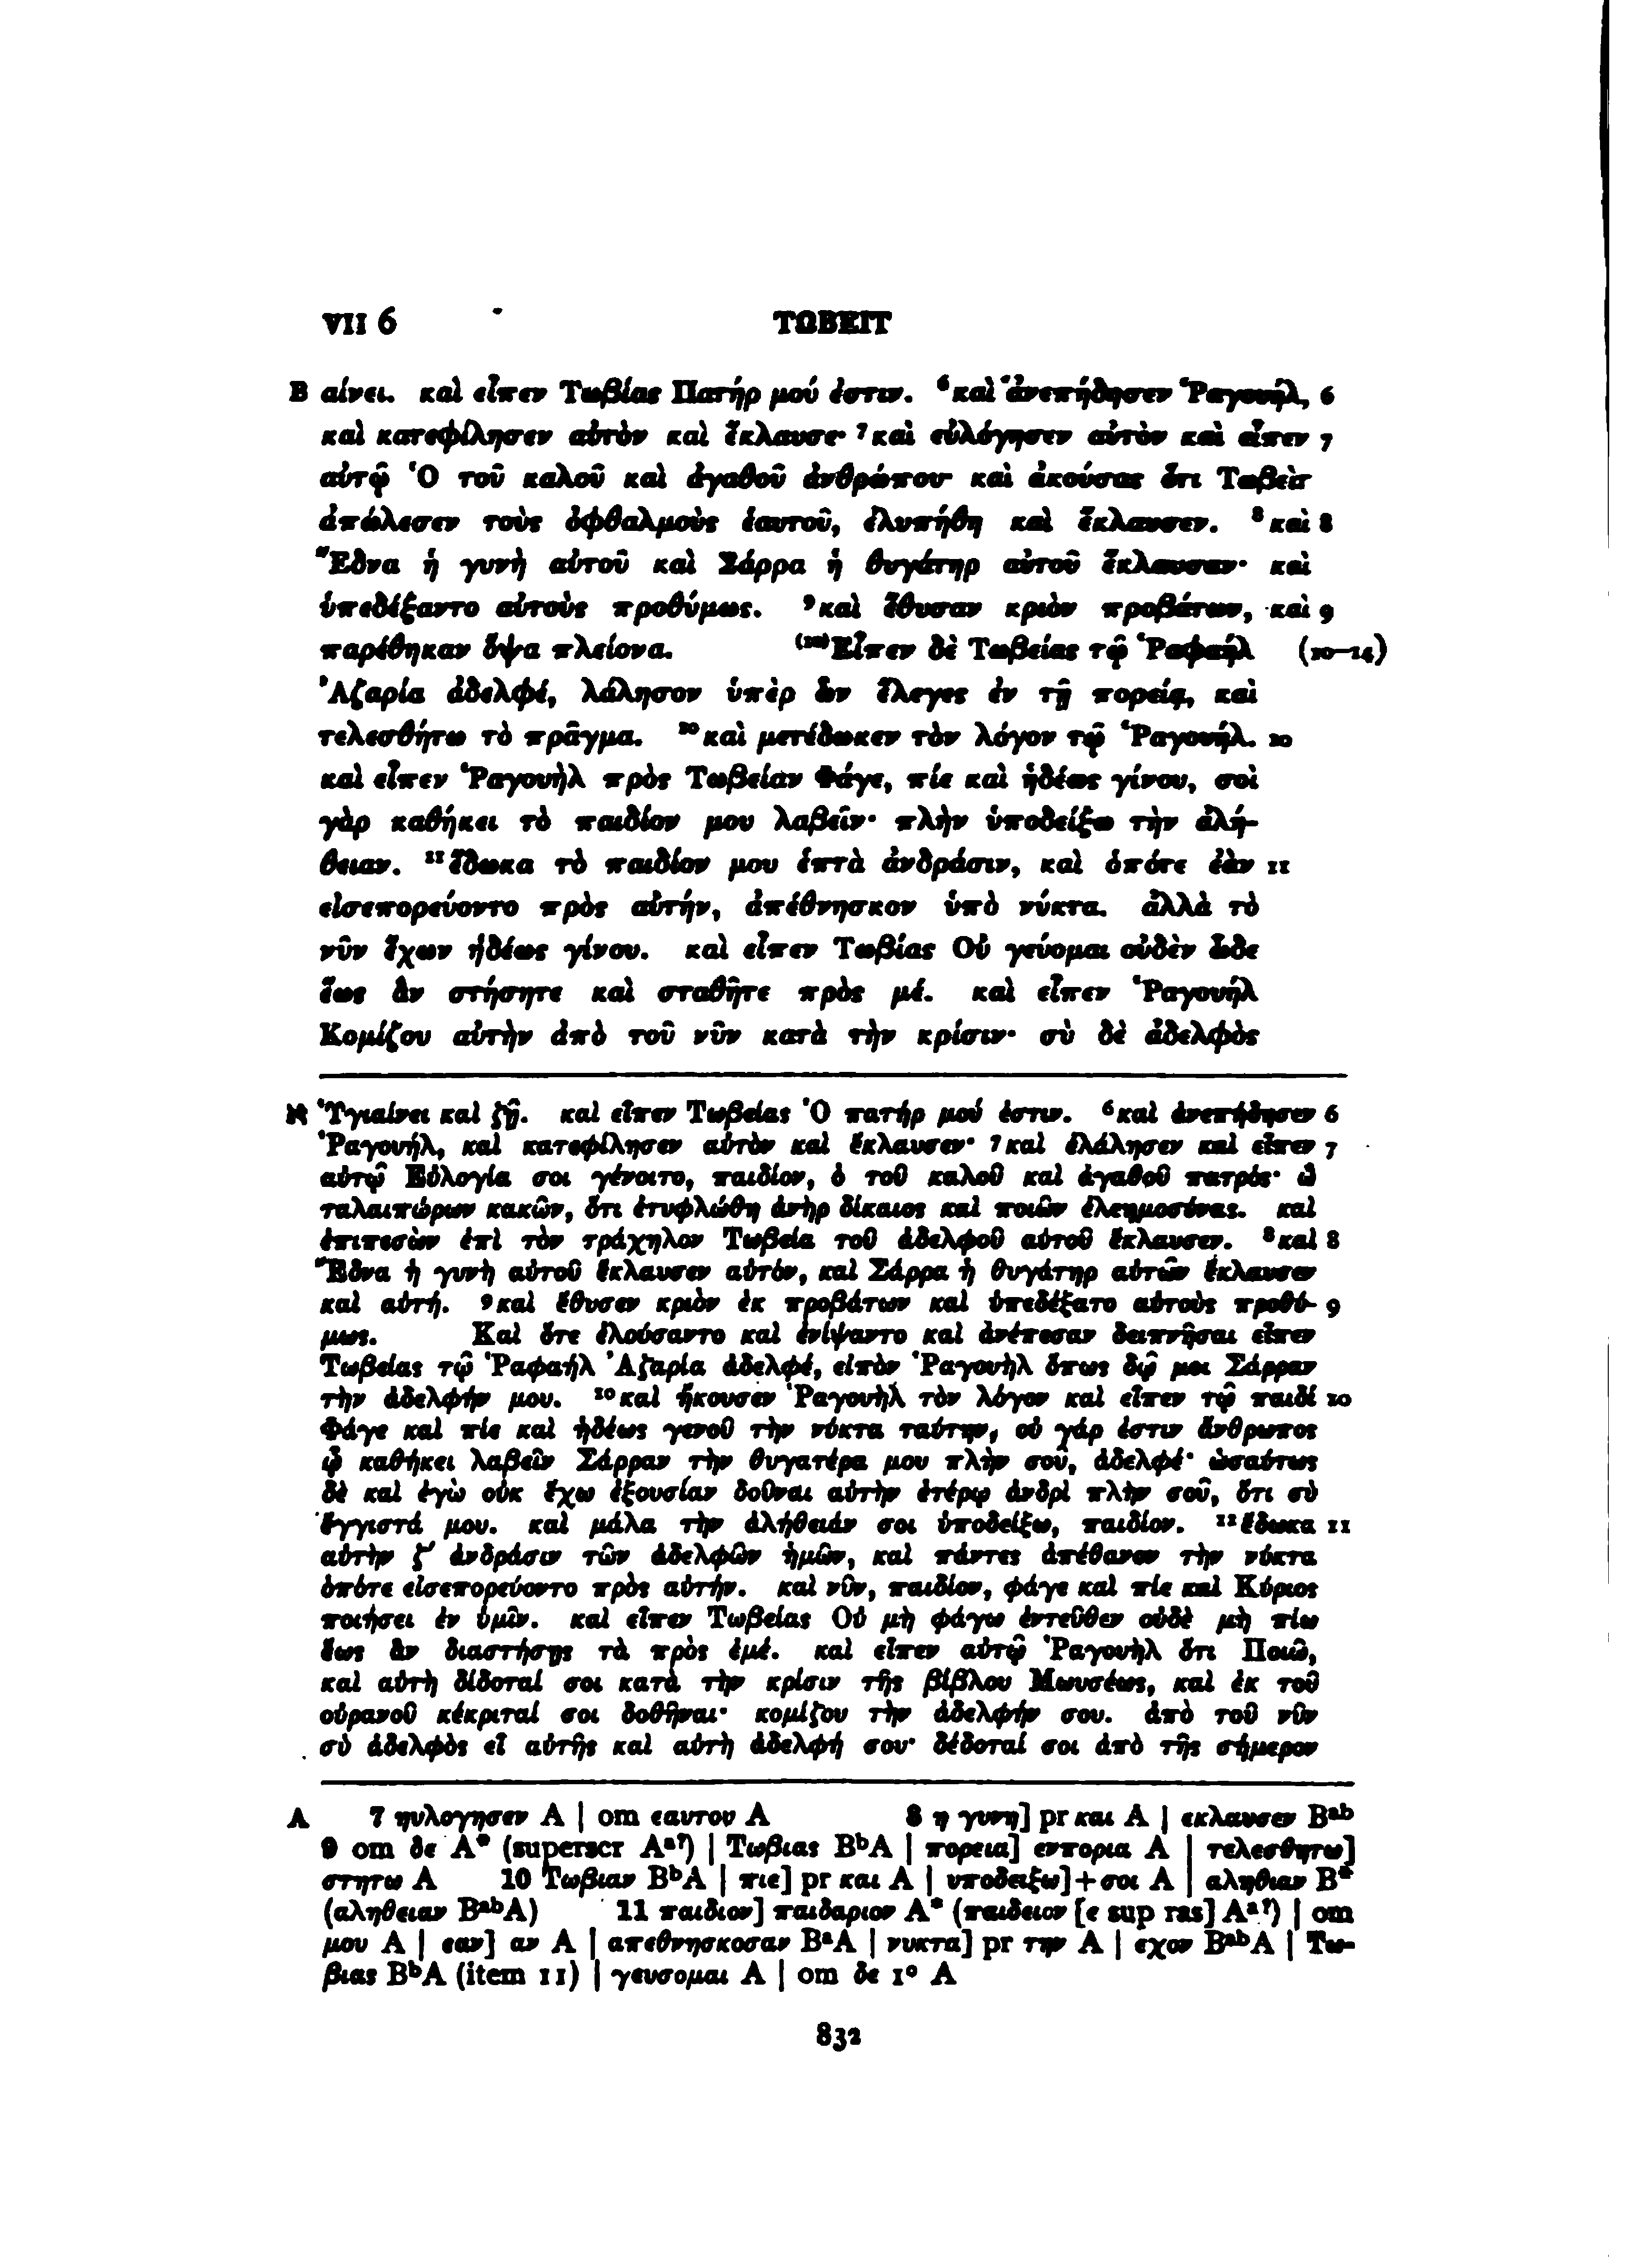 VII 6 ΤΩΒΕΙΤ
B αίνει. καὶ εἶπεν Τωβίας Πατήρ μού ἐστιν. ⁶καὶ ἀνεπήδησεν Ῥαγουήλ, 6
καὶ κατεφίλησεν αὐτὸν καὶ ἔκλαυσε· ⁷καὶ εὐλόγησεν αὐτὸν καὶ εἶπεν 7
αὐτῷ Ὁ τοῦ καλοῦ καὶ ἀγαθοῦ ἀνθρώπου· καὶ ἀκούσας ὅτι Τωβεὶτ
ἀπώλεσεν τοὺς ὀφθαλμοὺς ἑαυτοῦ, ἐλυπήθη καὶ ἔκλαυσεν. ⁸καὶ 8
Ἔδνα ἡ γυνὴ αὐτοῦ καὶ Σάρρα ἡ θυγάτηρ αὐτοῦ ἔκλαυσαν· καὶ
ὑπεδέξαντο αὐτοὺς προθύμως. ⁹καὶ ἔθυσαν κριὸν προβάτων, καὶ 9
παρέθηκαν ὄψα πλείονα. ⁽¹⁰⁾Εἶπεν δὲ Τωβείας τῷ Ῥαφαήλ (10—14)
Ἀζαρία ἀδελφέ, λάλησον ὑπὲρ ὧν ἔλεγες ἐν τῇ πορείᾳ, καὶ
τελεσθήτω τὸ πρᾶγμα. ¹⁰καὶ μετέδωκεν τὸν λόγον τῷ Ῥαγουήλ. 10
καὶ εἶπεν Ῥαγουὴλ πρὸς Τωβείαν Φάγε, πίε καὶ ἡδέως γίνου, σοὶ
γὰρ καθήκει τὸ παιδίον μου λαβεῖν· πλὴν ὑποδείξω τὴν ἀλή-
θειαν. ¹¹ἔδωκα τὸ παιδίον μου ἑπτὰ ἀνδράσιν, καὶ ὁπότε ἐὰν 11
εἰσεπορεύοντο πρὸς αὐτήν, ἀπέθνησκον ὑπὸ νύκτα. ἀλλὰ τὸ
νῦν ἔχων ἡδέως γίνου. καὶ εἶπεν Τωβίας Οὐ γεύομαι οὐδὲν ὧδε
ἕως ἂν στήσητε καὶ σταθῆτε πρὸς μέ. καὶ εἶπεν Ῥαγουήλ
Κομίζου αὐτὴν ἀπὸ τοῦ νῦν κατὰ τὴν κρίσιν· σὺ δὲ ἀδελφὸς
א Ὑγιαίνει καὶ ζῇ. καὶ εἶπεν Τωβείας Ὁ πατήρ μού ἐστιν. ⁶καὶ ἀνεπήδησεν 6
Ῥαγουήλ, καὶ κατεφίλησεν αὐτὸν καὶ ἔκλαυσεν· ⁷καὶ ἐλάλησεν καὶ εἶπεν 7
αὐτῷ Εὐλογία σοι γένοιτο, παιδίον, ὁ τοῦ καλοῦ καὶ ἀγαθοῦ πατρός· ὦ
ταλαιπώρων κακῶν, ὅτι ἐτυφλώθη ἀνὴρ δίκαιος καὶ ποιῶν ἐλεημοσύνας. καὶ
ἐπιπεσὼν ἐπὶ τὸν τράχηλον Τωβεία τοῦ ἀδελφοῦ αὐτοῦ ἔκλαυσεν. ⁸καὶ 8
Ἔδνα ἡ γυνὴ αὐτοῦ ἔκλαυσεν αὐτόν, καὶ Σάρρα ἡ θυγάτηρ αὐτῶν ἔκλαυσεν
καὶ αὐτή. ⁹καὶ ἔθυσεν κριὸν ἐκ προβάτων καὶ ὑπεδέξατο αὐτοὺς προθύ- 9
μως. Καὶ ὅτε ἐλούσαντο καὶ ἐνίψαντο καὶ ἀνέπεσαν δειπνῆσαι εἶπεν
Τωβείας τῷ Ῥαφαήλ Ἀζαρία ἀδελφέ, εἰπὸν Ῥαγουὴλ ὅπως δῷ μοι Σάρραν
τὴν ἀδελφήν μου. ¹⁰καὶ ἤκουσεν Ῥαγουὴλ τὸν λόγον καὶ εἶπεν τῷ παιδί 10
Φάγε καὶ πίε καὶ ἡδέως γενοῦ τὴν νύκτα ταύτην, οὐ γάρ ἐστιν ἄνθρωπος
ᾧ καθήκει λαβεῖν Σάρραν τὴν θυγατέρα μου πλὴν σοῦ, ἀδελφέ· ὡσαύτως
δὲ καὶ ἐγὼ οὐκ ἔχω ἐξουσίαν δοῦναι αὐτὴν ἑτέρῳ ἀνδρὶ πλὴν σοῦ, ὅτι σὺ
ἔγγιστά μου. καὶ μάλα τὴν ἀλήθειάν σοι ὑποδείξω, παιδίον. ¹¹ἔδωκα 11
αὐτὴν ζʹ ἀνδράσιν τῶν ἀδελφῶν ἡμῶν, καὶ πάντες ἀπέθανον τὴν νύκτα
ὁπότε εἰσεπορεύοντο πρὸς αὐτήν. καὶ νῦν, παιδίον, φάγε καὶ πίε καὶ Κύριος
ποιήσει ἐν ὑμῖν. καὶ εἶπεν Τωβείας Οὐ μὴ φάγω ἐντεῦθεν οὐδὲ μὴ πίω
ἕως ἂν διαστήσῃς τὰ πρὸς ἐμέ. καὶ εἶπεν αὐτῷ Ῥαγουὴλ ὅτι Ποιῶ,
καὶ αὐτὴ δίδοταί σοι κατὰ τὴν κρίσιν τῆς βίβλου Μωυσέως, καὶ ἐκ τοῦ
οὐρανοῦ κέκριταί σοι δοθῆναι· κομίζου τὴν ἀδελφήν σου. ἀπὸ τοῦ νῦν
σὺ ἀδελφὸς εἶ αὐτῆς καὶ αὐτὴ ἀδελφή σου· δέδοταί σοι ἀπὸ τῆς σήμερον
A 7 ηυλογησεν A | om εαυτου A 8 η γυνη] pr και A | εκλαυσεν Bᵃᵇ
9 om δε A* (superscr Aᵃ?) | Τωβιας BᵇA | πορεια] ευπορια A | τελεσθητω]
στητω A 10 Τωβιαν BᵇA | πιε] pr και A | υποδειξω]+σοι A | αληθιαν B*
(αληθειαν BᵃᵇA) 11 παιδιον] παιδαριον A* (παιδειον [ε sup ras] Aᵃ?) | om
μου A | εαν] αν A | απεθνησκοσαν BᵃA | νυκτα] pr την A | εχον BᵃᵇA | Τω-
βιας BᵇA (item 11) | γευσομαι A | om δε 1° A
832